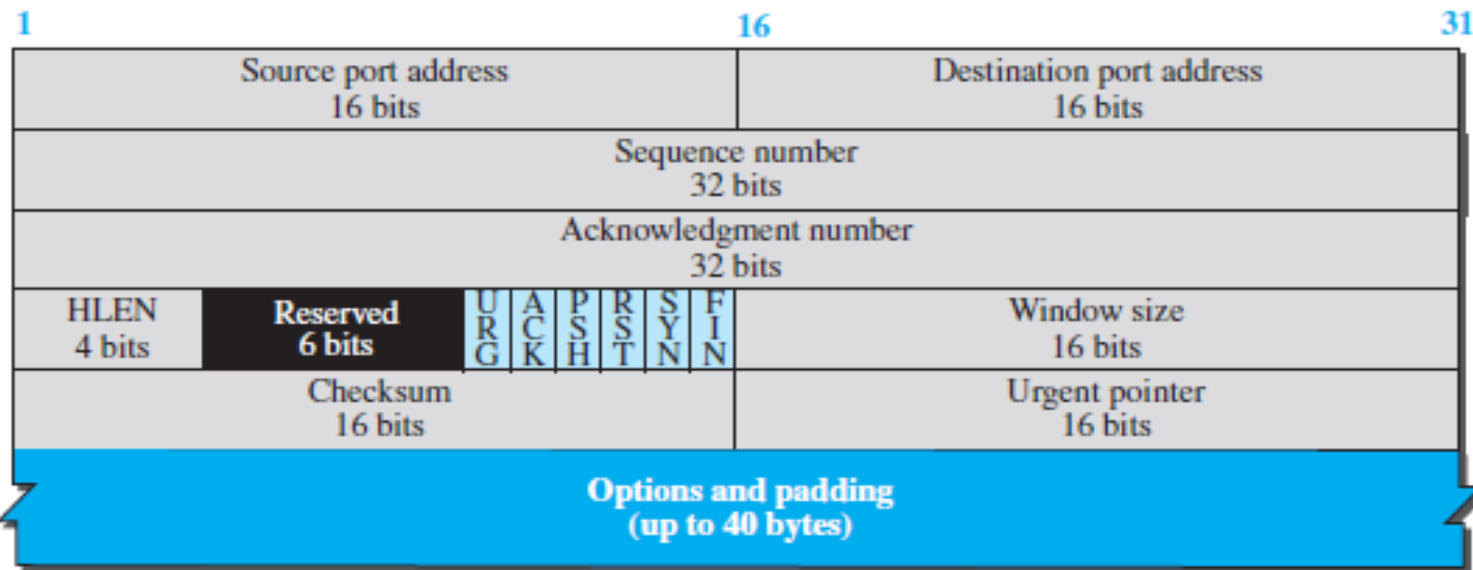 1 16 31
Source port address Destination port address
16 bits 16 bits
Sequence number
32 bits
Acknowledgment number
32 bits
HLEN Reserved URG ACK PSH RST SYN FIN Window size
4 bits 6 bits 16 bits
Checksum Urgent pointer
16 bits 16 bits
Options and padding
(up to 40 bytes)